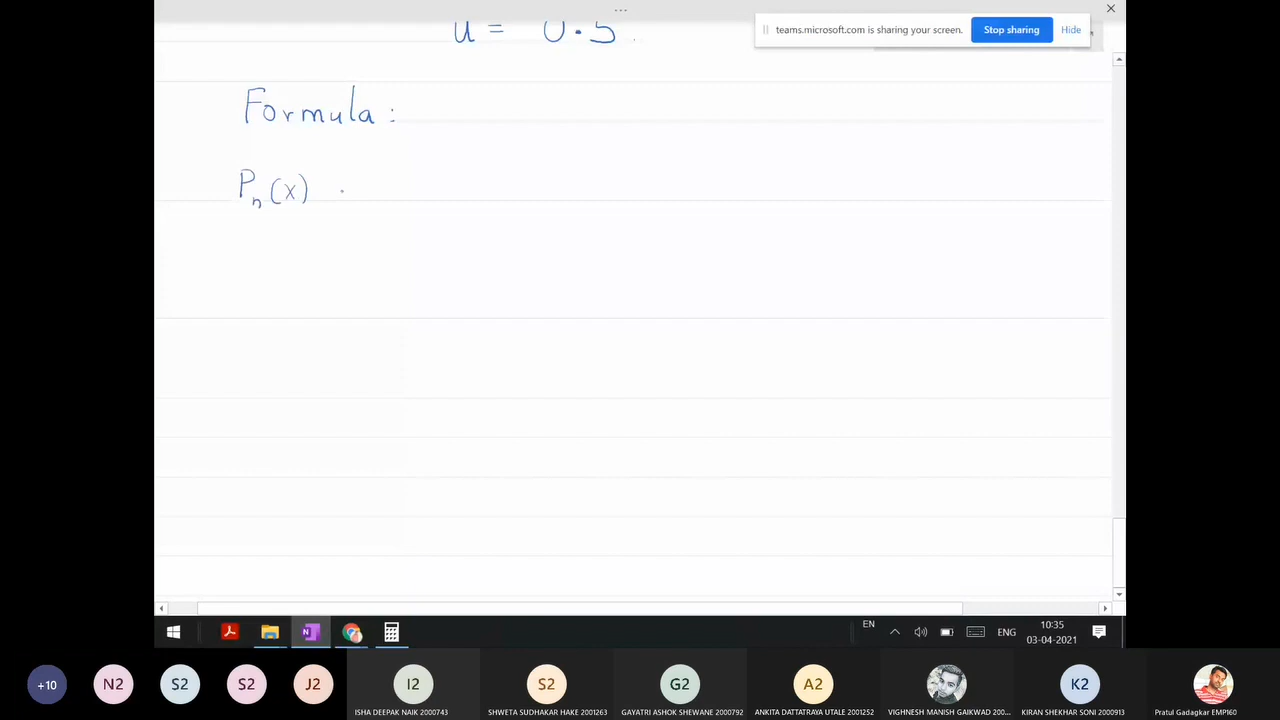 u = 0.5
teams.microsoft.com is sharing your screen.
Stop sharing
Hide
Formula:
Pn(x)
EN
ENG
10:35
03-04-2021
+10
N2
S2
S2
J2
I2
S2
G2
A2
K2
ISHA DEEPAK NAIK 2000743
SHWETA SUDHAKAR HAKE 2001263
GAYATRI ASHOK SHEWANE 2000792
ANKITA DATTATRAYA UTALE 2001252
VIGHNESH MANISH GAIKWAD 200...
KIRAN SHEKHAR SONI 2000913
Pratul Gadagkar EMP160